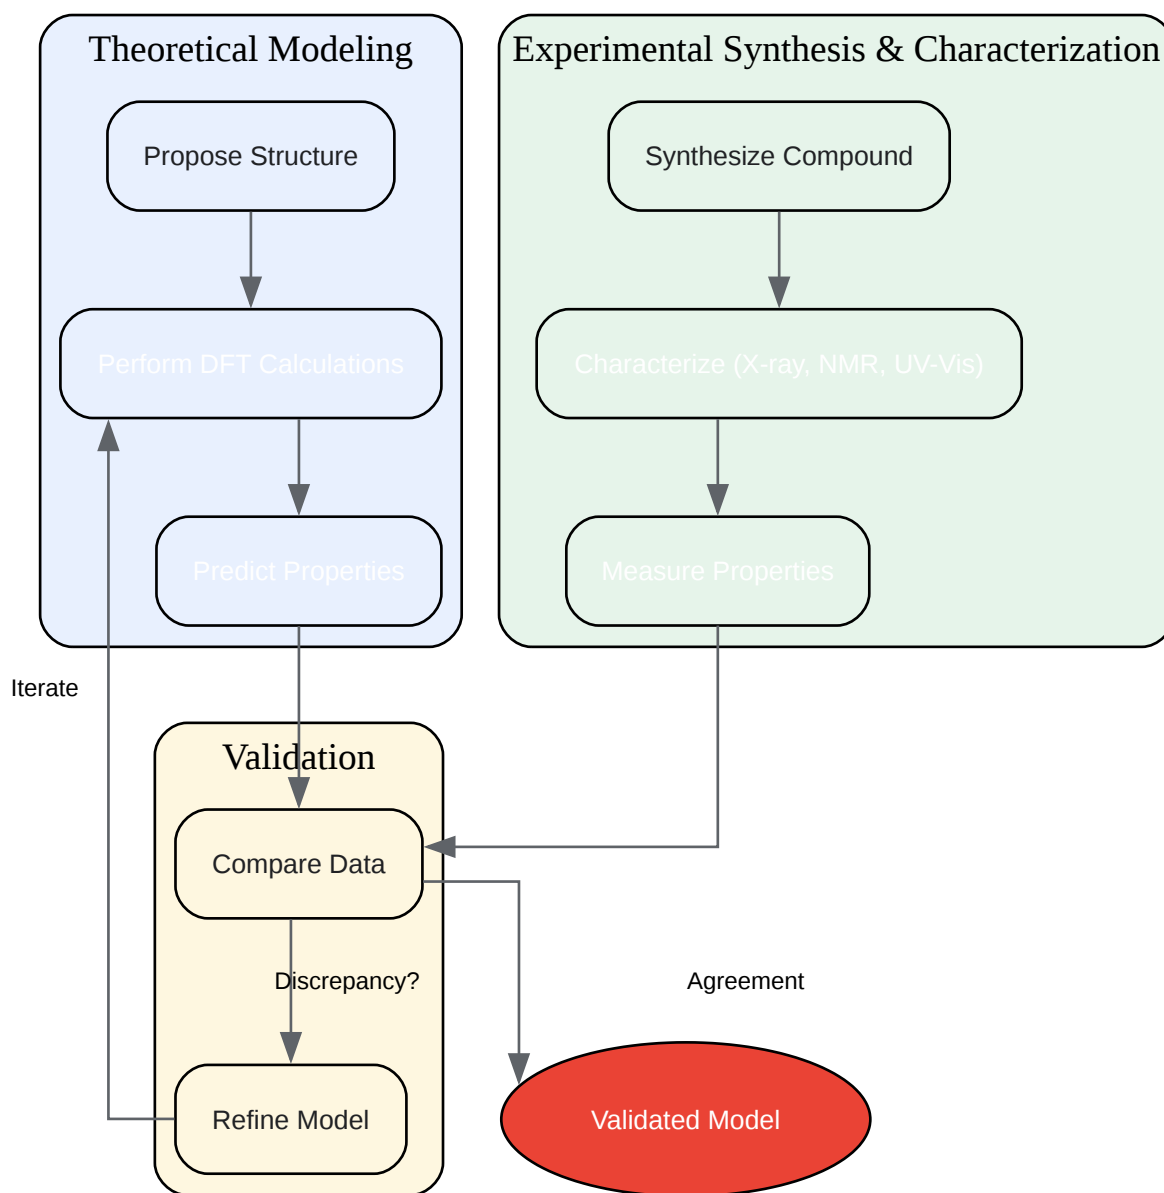 Theoretical Modeling
Propose Structure
Perform DFT Calculations
Predict Properties
Experimental Synthesis & Characterization
Synthesize Compound
Characterize (X-ray, NMR, UV-Vis)
Measure Properties
Iterate
Validation
Compare Data
Discrepancy?
Agreement
Refine Model
Validated Model